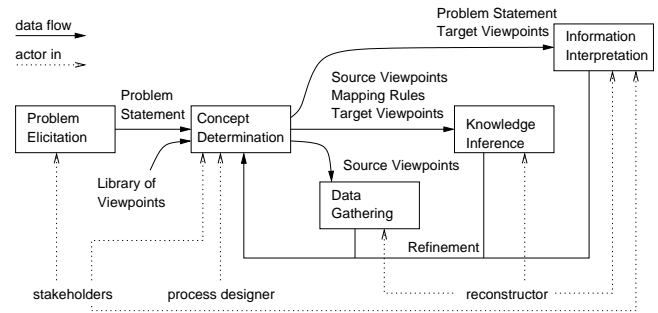 data flow
actor in
Problem Statement
Target Viewpoints
Information
Interpretation
Source Viewpoints
Mapping Rules
Target Viewpoints
Problem
Statement
Problem
Elicitation
Concept
Determination
Knowledge
Inference
Source Viewpoints
Library of
Viewpoints
Data
Gathering
Refinement
stakeholders
process designer
reconstructor